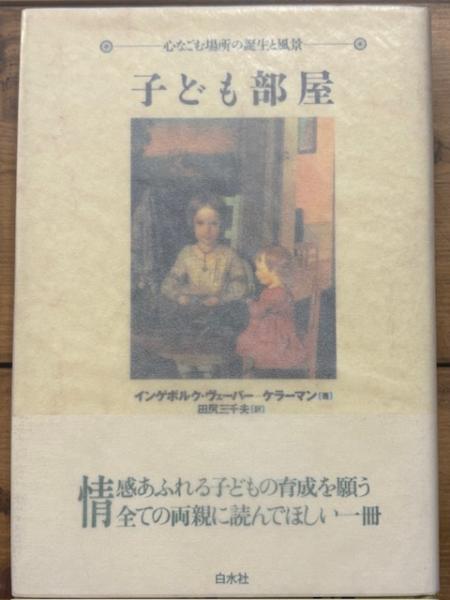 心なごむ場所の誕生と風景
子ども部屋
インゲボルク・ヴェーバー＝ケラーマン[著]
田尻三千夫[訳]
情感あふれる子どもの育成を願う
全ての両親に読んでほしい一冊
白水社